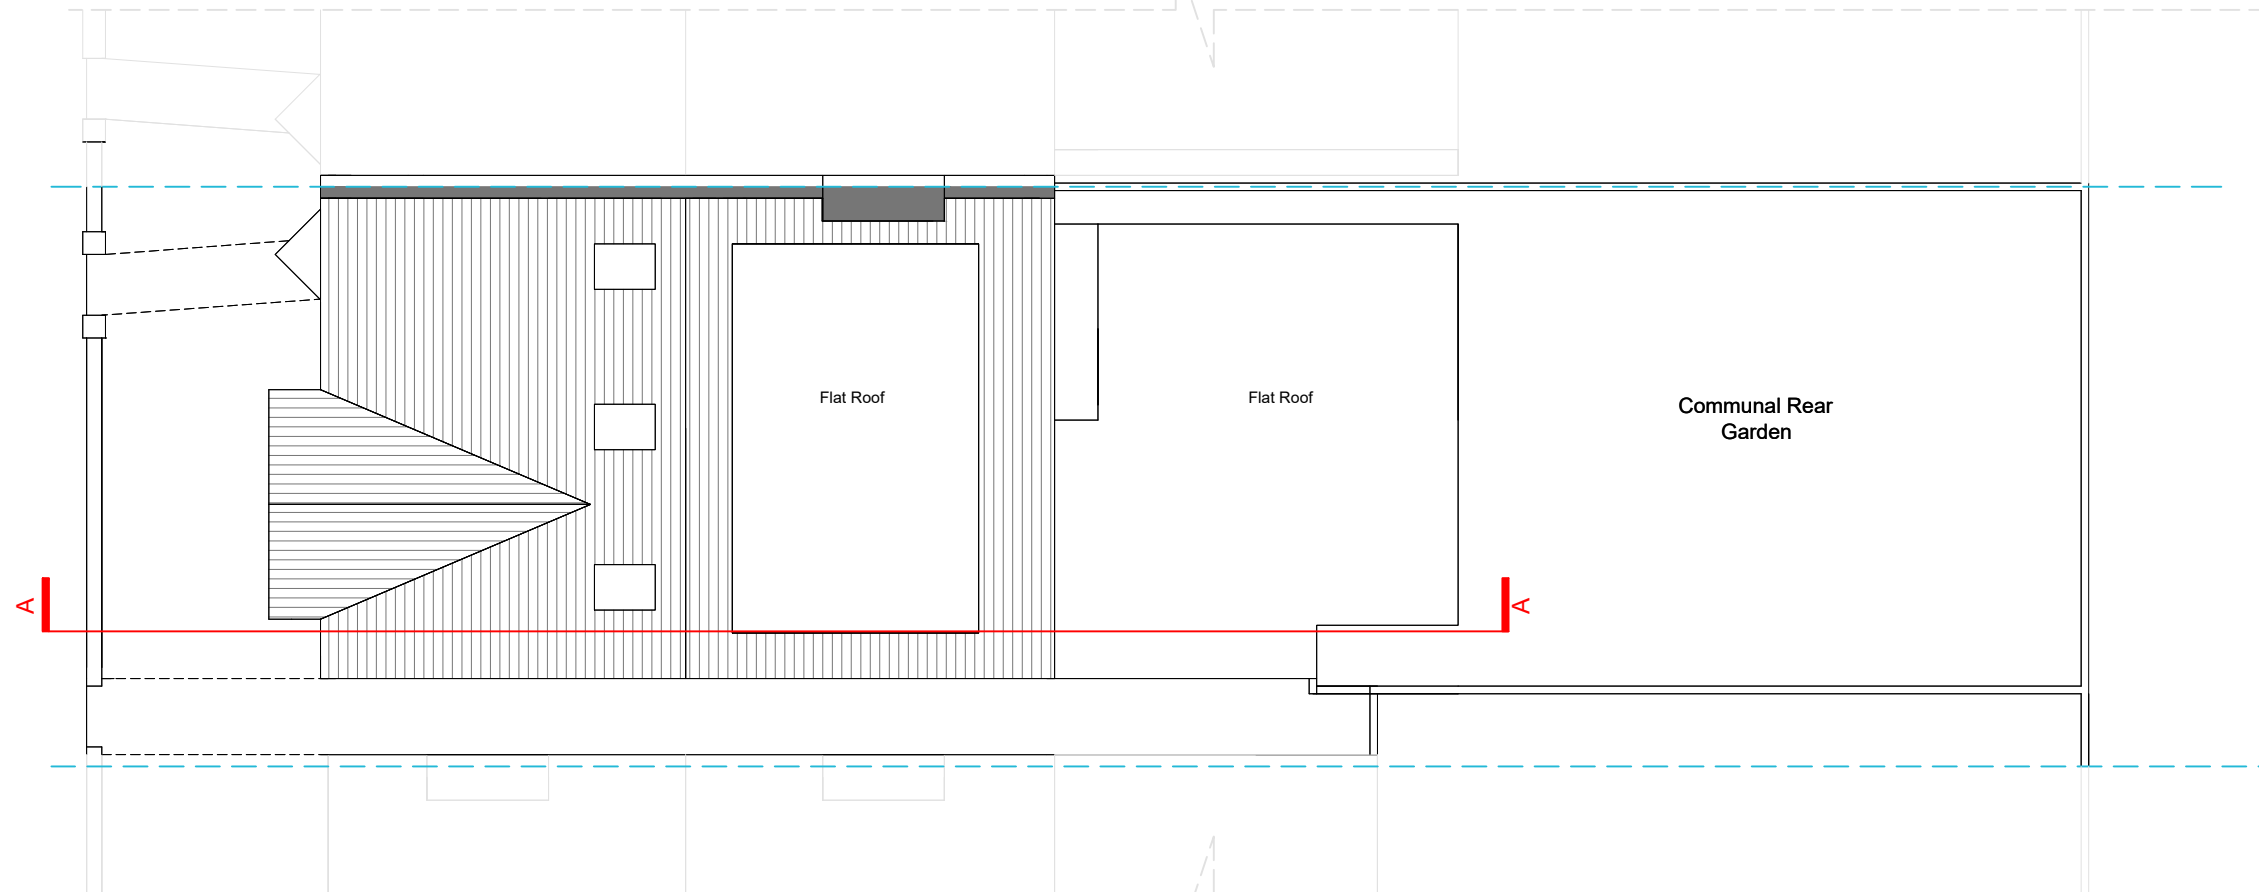 Flat Roof
Flat Roof
Communal Rear
Garden
A
A